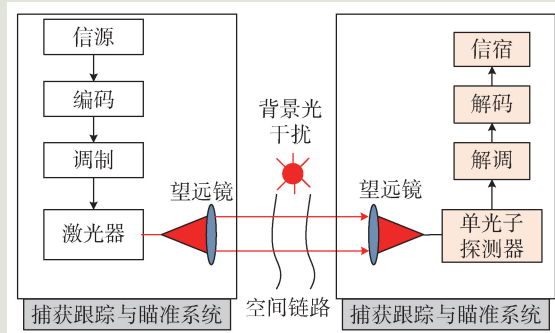 信源
编码
调制
激光器
望远镜
捕获跟踪与瞄准系统
背景光
干扰
空间链路
望远镜
信宿
解码
解调
单光子
探测器
捕获跟踪与瞄准系统